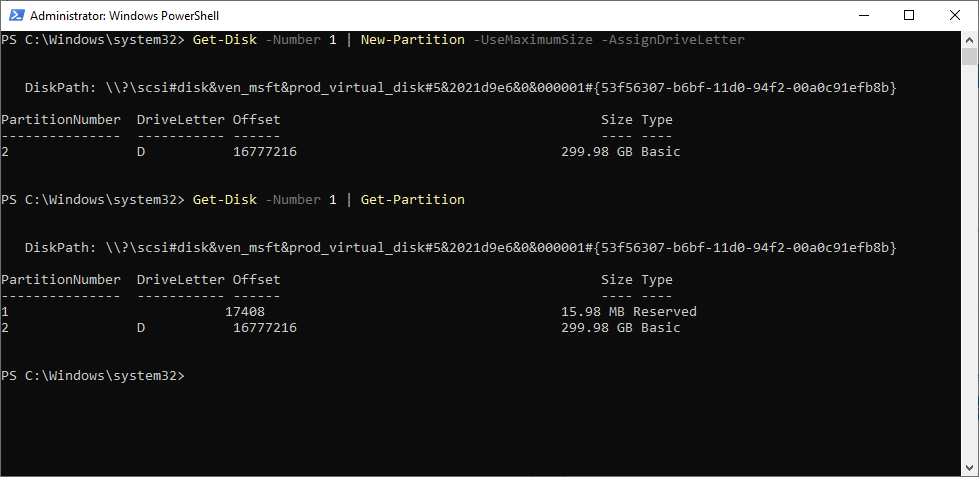 Administrator: Windows PowerShell
PS C:\Windows\system32> Get-Disk -Number 1 | New-Partition -UseMaximumSize -AssignDriveLetter
DiskPath: \\?\scsi#disk&ven_msft&prod_virtual_disk#5&2021d9e6&0&000001#{53f56307-b6bf-11d0-94f2-00a0c91efb8b}
PartitionNumber DriveLetter Offset Size Type
--------------- ----------- ------ ---- ----
2 D 16777216 299.98 GB Basic
PS C:\Windows\system32> Get-Disk -Number 1 | Get-Partition
DiskPath: \\?\scsi#disk&ven_msft&prod_virtual_disk#5&2021d9e6&0&000001#{53f56307-b6bf-11d0-94f2-00a0c91efb8b}
PartitionNumber DriveLetter Offset Size Type
--------------- ----------- ------ ---- ----
1 17408 15.98 MB Reserved
2 D 16777216 299.98 GB Basic
PS C:\Windows\system32>